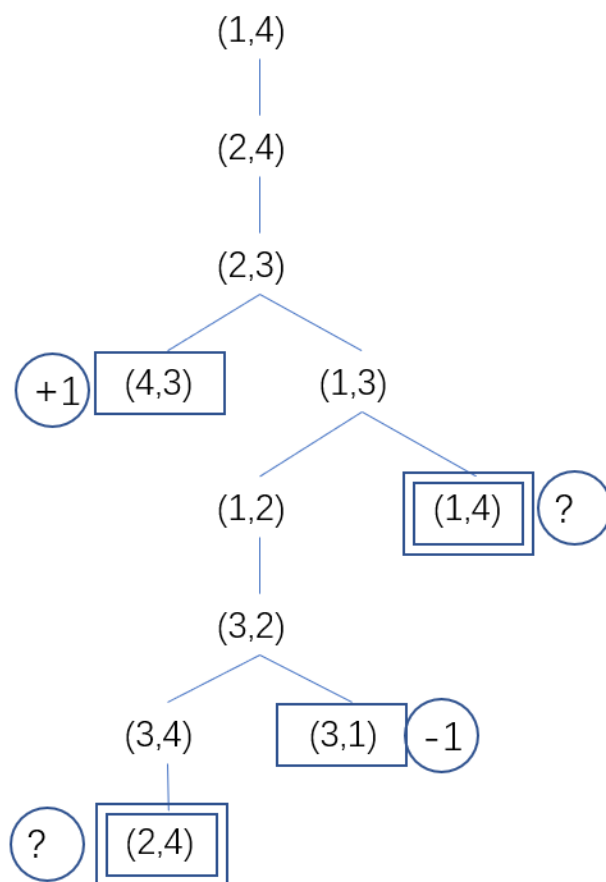 (1,4)
(2,4)
(2,3)
+1 (4,3) (1,3)
(1,2) (1,4) ?
(3,2)
(3,4) (3,1) -1
? (2,4)